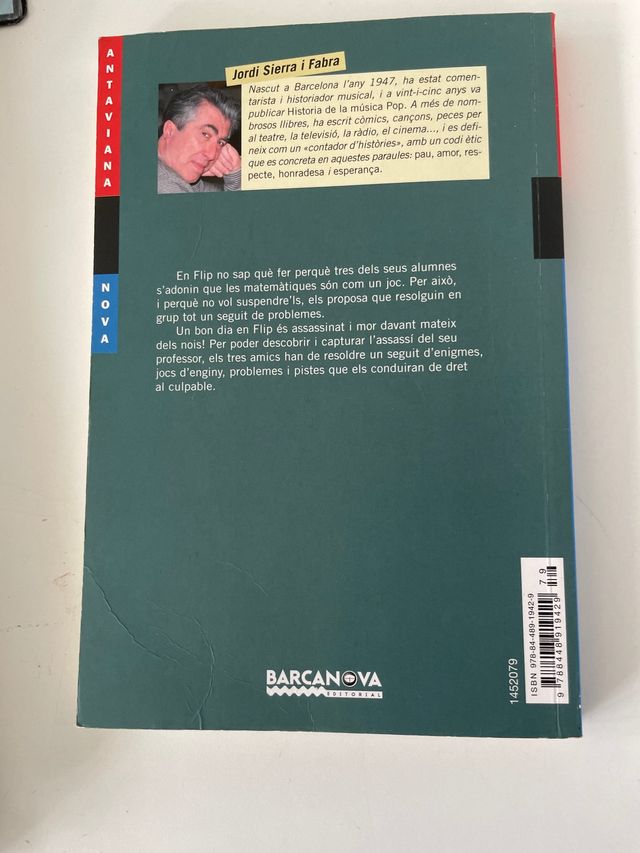 ANTAVIANA
NOVA
Jordi Sierra i Fabra
Nascut a Barcelona l'any 1947, ha estat comen-
tarista i historiador musical, i a vint-i-cinc anys va
publicar Historia de la música Pop. A més de nom-
brosos llibres, ha escrit còmics, cançons, peces per
al teatre, la televisió, la ràdio, el cinema..., i es defi-
neix com un «contador d'històries», amb un codi ètic
que es concreta en aquestes paraules: pau, amor, res-
pecte, honradesa i esperança.
En Flip no sap què fer perquè tres dels seus alumnes
s'adonin que les matemàtiques són com un joc. Per això,
i perquè no vol suspendre'ls, els proposa que resolguin en
grup tot un seguit de problemes.
Un bon dia en Flip és assassinat i mor davant mateix
dels nois! Per poder descobrir i capturar l'assassí del seu
professor, els tres amics han de resoldre un seguit d'enigmes,
jocs d'enginy, problemes i pistes que els conduiran de dret
al culpable.
BARCANOVA
EDITORIAL
1452079
ISBN 978-84-489-1942-9
9 788448 919429
79